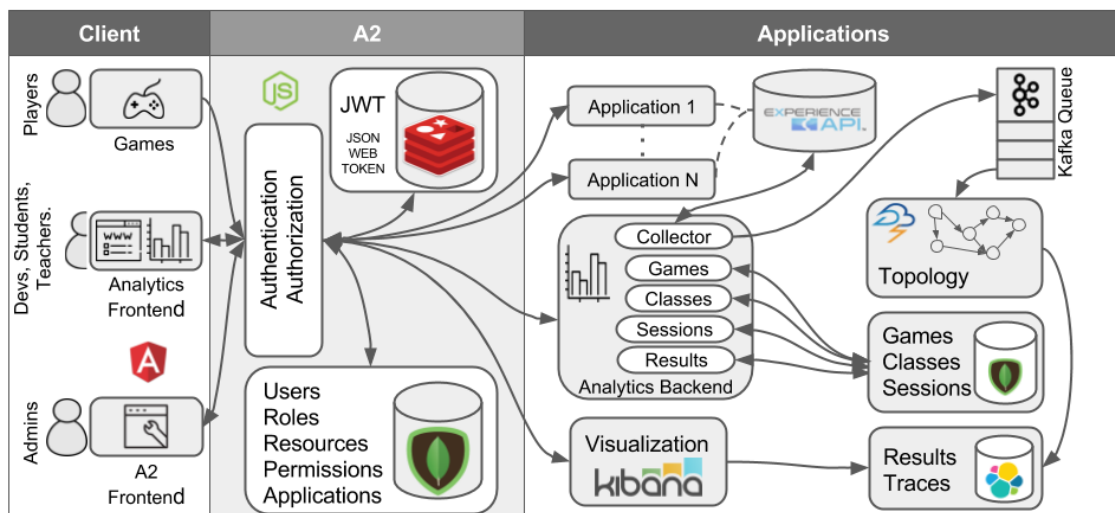 Client
A2
Applications
Players
Games
Devs, Students,
Teachers.
WWW
Analytics
Frontend
Admins
A2
Frontend
JS
JWT
JSON
WEB
TOKEN
Authentication
Authorization
Users
Roles
Resources
Permissions
Applications
Application 1
Application N
EXPERIENCE
API
Kafka Queue
Collector
Games
Classes
Sessions
Results
Analytics Backend
Topology
Games
Classes
Sessions
Visualization
kibana
Results
Traces